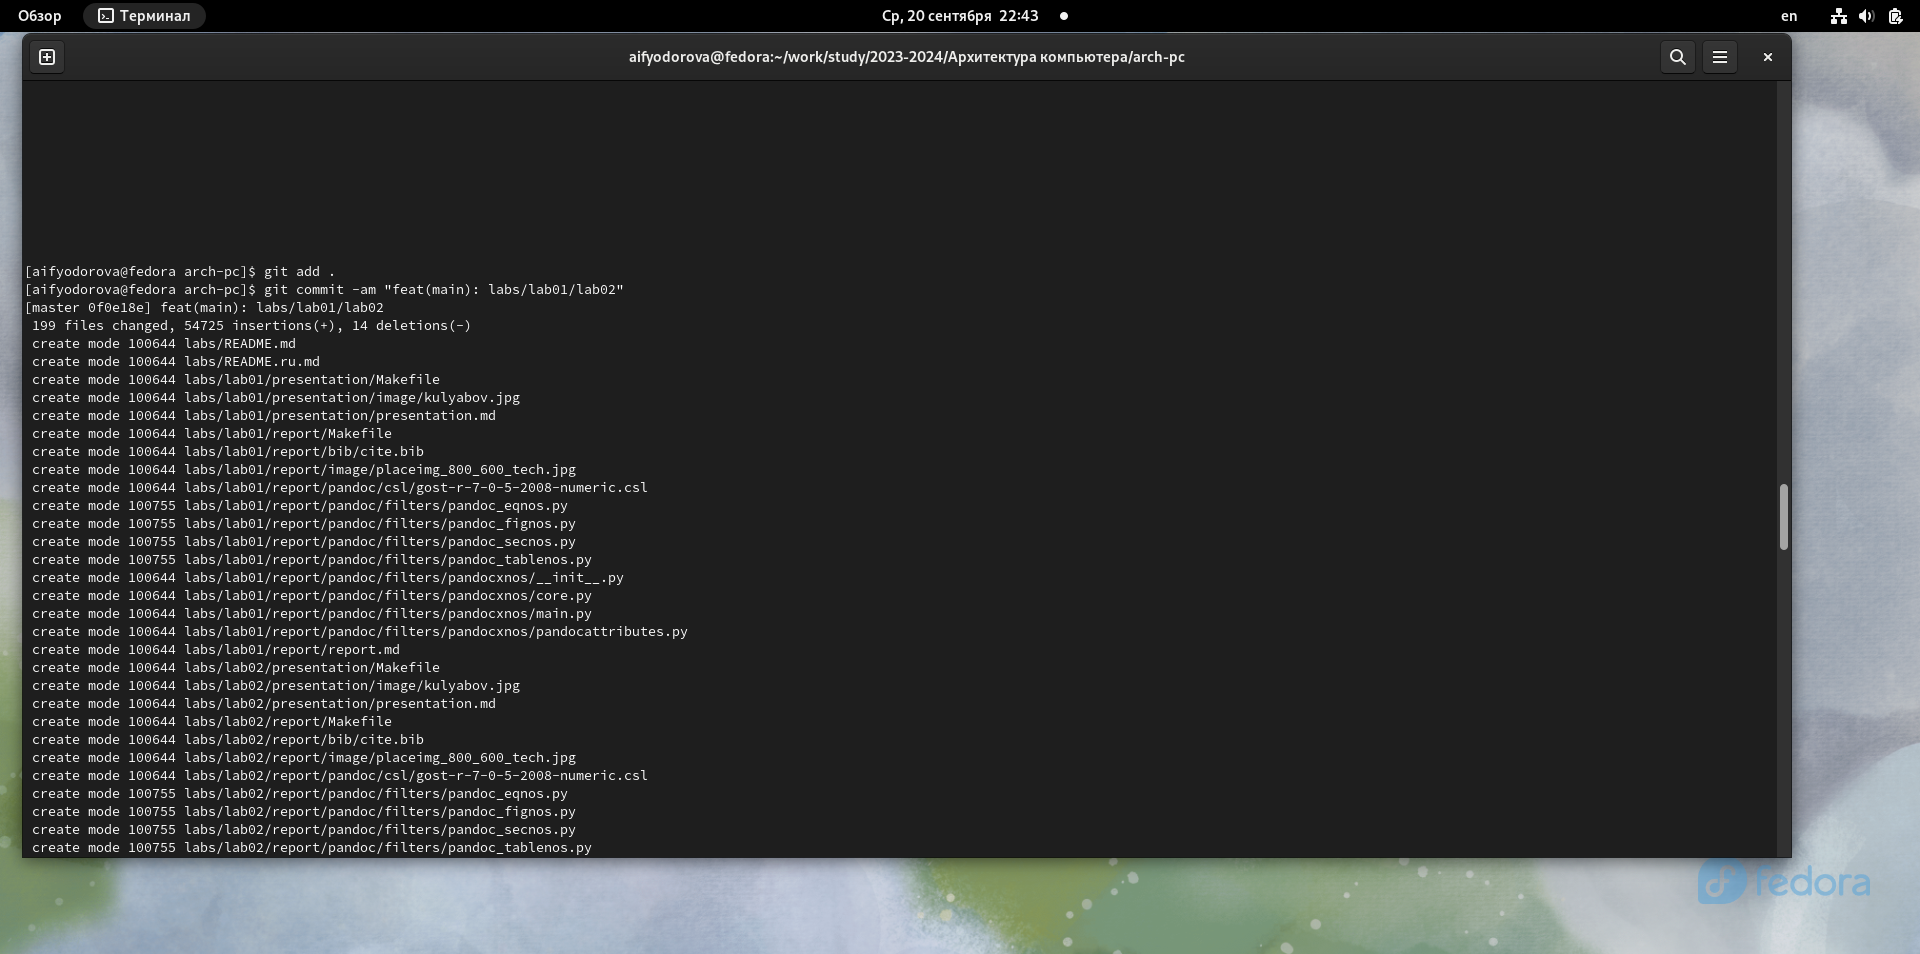 Обзор Терминал Ср, 20 сентября 22:43 en
aifyodorova@fedora:~/work/study/2023-2024/Архитектура компьютера/arch-pc
[aifyodorova@fedora arch-pc]$ git add .
[aifyodorova@fedora arch-pc]$ git commit -am "feat(main): labs/lab01/lab02"
[master 0f0e18e] feat(main): labs/lab01/lab02
199 files changed, 54725 insertions(+), 14 deletions(-)
create mode 100644 labs/README.md
create mode 100644 labs/README.ru.md
create mode 100644 labs/lab01/presentation/Makefile
create mode 100644 labs/lab01/presentation/image/kulyabov.jpg
create mode 100644 labs/lab01/presentation/presentation.md
create mode 100644 labs/lab01/report/Makefile
create mode 100644 labs/lab01/report/bib/cite.bib
create mode 100644 labs/lab01/report/image/placeimg_800_600_tech.jpg
create mode 100644 labs/lab01/report/pandoc/csl/gost-r-7-0-5-2008-numeric.csl
create mode 100755 labs/lab01/report/pandoc/filters/pandoc_eqnos.py
create mode 100755 labs/lab01/report/pandoc/filters/pandoc_fignos.py
create mode 100755 labs/lab01/report/pandoc/filters/pandoc_secnos.py
create mode 100755 labs/lab01/report/pandoc/filters/pandoc_tablenos.py
create mode 100644 labs/lab01/report/pandoc/filters/pandocxnos/__init__.py
create mode 100644 labs/lab01/report/pandoc/filters/pandocxnos/core.py
create mode 100644 labs/lab01/report/pandoc/filters/pandocxnos/main.py
create mode 100644 labs/lab01/report/pandoc/filters/pandocxnos/pandocattributes.py
create mode 100644 labs/lab01/report/report.md
create mode 100644 labs/lab02/presentation/Makefile
create mode 100644 labs/lab02/presentation/image/kulyabov.jpg
create mode 100644 labs/lab02/presentation/presentation.md
create mode 100644 labs/lab02/report/Makefile
create mode 100644 labs/lab02/report/bib/cite.bib
create mode 100644 labs/lab02/report/image/placeimg_800_600_tech.jpg
create mode 100644 labs/lab02/report/pandoc/csl/gost-r-7-0-5-2008-numeric.csl
create mode 100755 labs/lab02/report/pandoc/filters/pandoc_eqnos.py
create mode 100755 labs/lab02/report/pandoc/filters/pandoc_fignos.py
create mode 100755 labs/lab02/report/pandoc/filters/pandoc_secnos.py
create mode 100755 labs/lab02/report/pandoc/filters/pandoc_tablenos.py
fedora